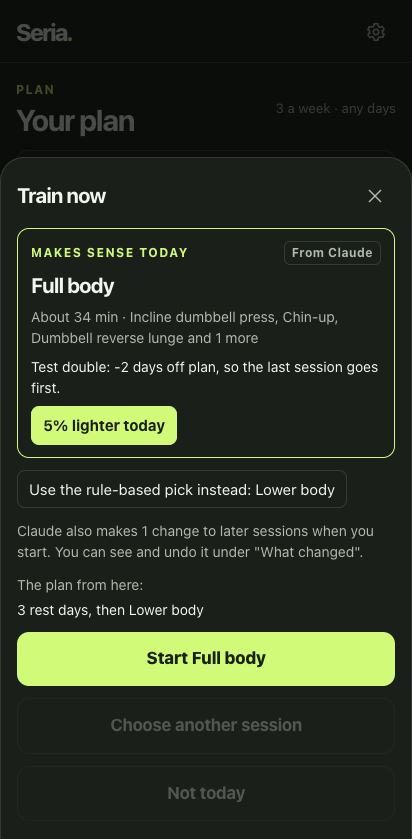 Seria.
PLAN
Your plan
3 a week · any days
Train now
MAKES SENSE TODAY
From Claude
Full body
About 34 min · Incline dumbbell press, Chin-up,
Dumbbell reverse lunge and 1 more
Test double: -2 days off plan, so the last session goes
first.
5% lighter today
Use the rule-based pick instead: Lower body
Claude also makes 1 change to later sessions when you
start. You can see and undo it under "What changed".
The plan from here:
3 rest days, then Lower body
Start Full body
Choose another session
Not today